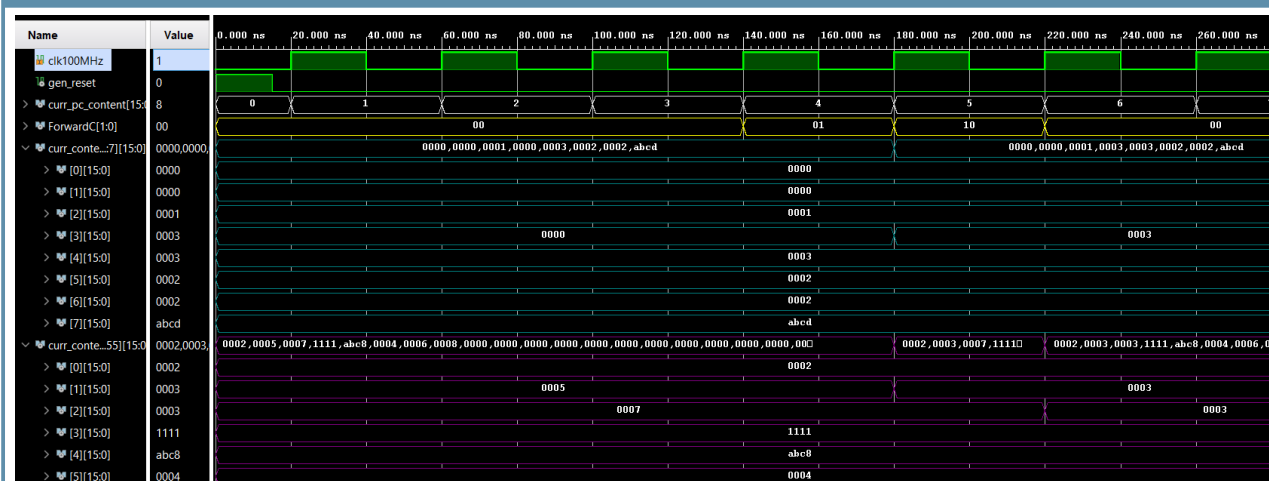 Name Value 0.000 ns 20.000 ns 40.000 ns 60.000 ns 80.000 ns 100.000 ns 120.000 ns 140.000 ns 160.000 ns 180.000 ns 200.000 ns 220.000 ns 240.000 ns 260.000 ns
clk100MHz 1
gen_reset 0
curr_pc_content[15:0 8 0 1 2 3 4 5 6
ForwardC[1:0] 00 00 01 10 00
curr_conte...:7][15:0] 0000,0000, 0000,0000,0001,0000,0003,0002,0002,abcd 0000,0000,0001,0003,0003,0002,0002,abcd
[0][15:0] 0000 0000
[1][15:0] 0000 0000
[2][15:0] 0001 0001
[3][15:0] 0003 0000 0003
[4][15:0] 0003 0003
[5][15:0] 0002 0002
[6][15:0] 0002 0002
[7][15:0] abcd abcd
curr_conte...55][15:0 0002,0003, 0002,0005,0007,1111,abc8,0004,0006,0008,0000,0000,0000,0000,0000,0000,0000,0000,0000,0000,00 0002,0003,0007,1111 0002,0003,0003,1111,abc8,0004,0006,0
[0][15:0] 0002 0002
[1][15:0] 0003 0005 0003
[2][15:0] 0003 0007 0003
[3][15:0] 1111 1111
[4][15:0] abc8 abc8
[5][15:0] 0004 0004